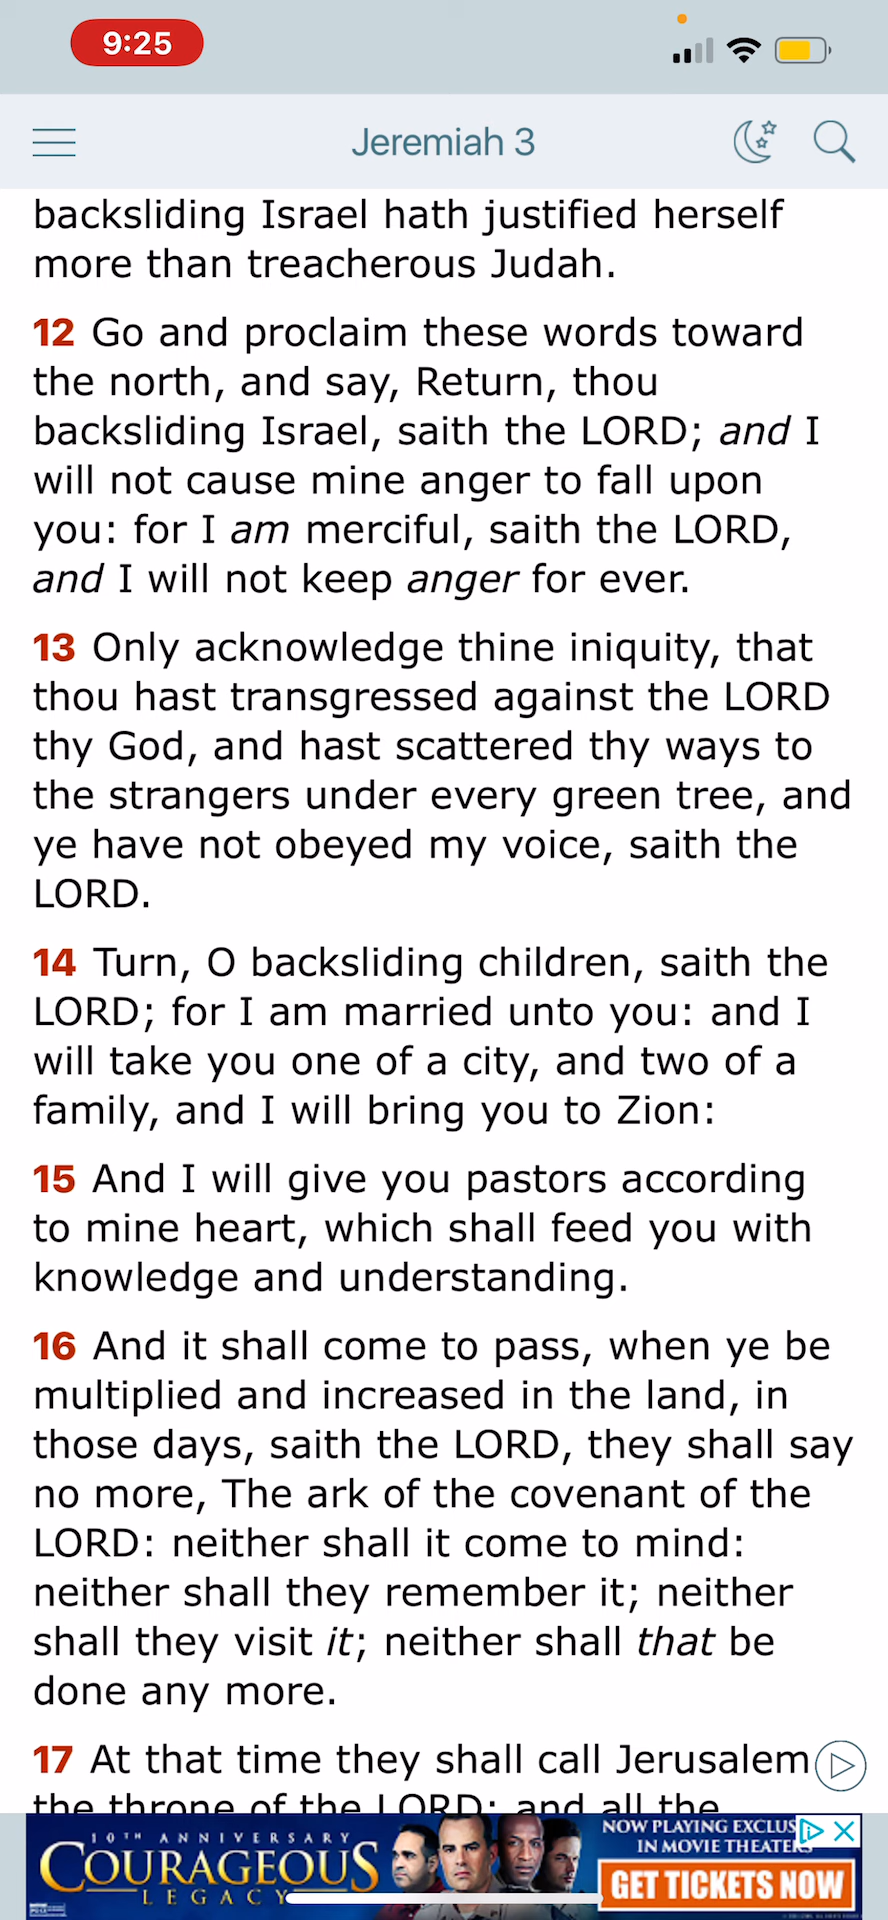 9:25
Jeremiah 3
backsliding Israel hath justified herself
more than treacherous Judah.
12 Go and proclaim these words toward
the north, and say, Return, thou
backsliding Israel, saith the LORD; and I
will not cause mine anger to fall upon
you: for I am merciful, saith the LORD,
and I will not keep anger for ever.
13 Only acknowledge thine iniquity, that
thou hast transgressed against the LORD
thy God, and hast scattered thy ways to
the strangers under every green tree, and
ye have not obeyed my voice, saith the
LORD.
14 Turn, O backsliding children, saith the
LORD; for I am married unto you: and I
will take you one of a city, and two of a
family, and I will bring you to Zion:
15 And I will give you pastors according
to mine heart, which shall feed you with
knowledge and understanding.
16 And it shall come to pass, when ye be
multiplied and increased in the land, in
those days, saith the LORD, they shall say
no more, The ark of the covenant of the
LORD: neither shall it come to mind:
neither shall they remember it; neither
shall they visit it; neither shall that be
done any more.
17 At that time they shall call Jerusalem
the throne of the LORD; and all the
10TH ANNIVERSARY
COURAGEOUS
LEGACY
NOW PLAYING EXCLUS
IN MOVIE THEATERS
GET TICKETS NOW